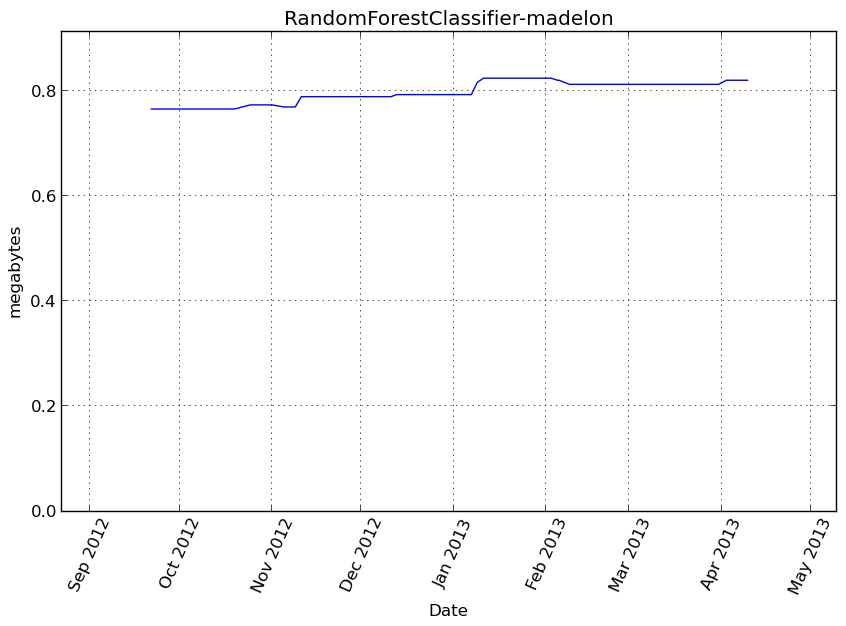 RandomForestClassifier-madelon
megabytes
0.8
0.6
0.4
0.2
0.0
Sep 2012
Oct 2012
Nov 2012
Dec 2012
Jan 2013
Feb 2013
Mar 2013
Apr 2013
May 2013
Date